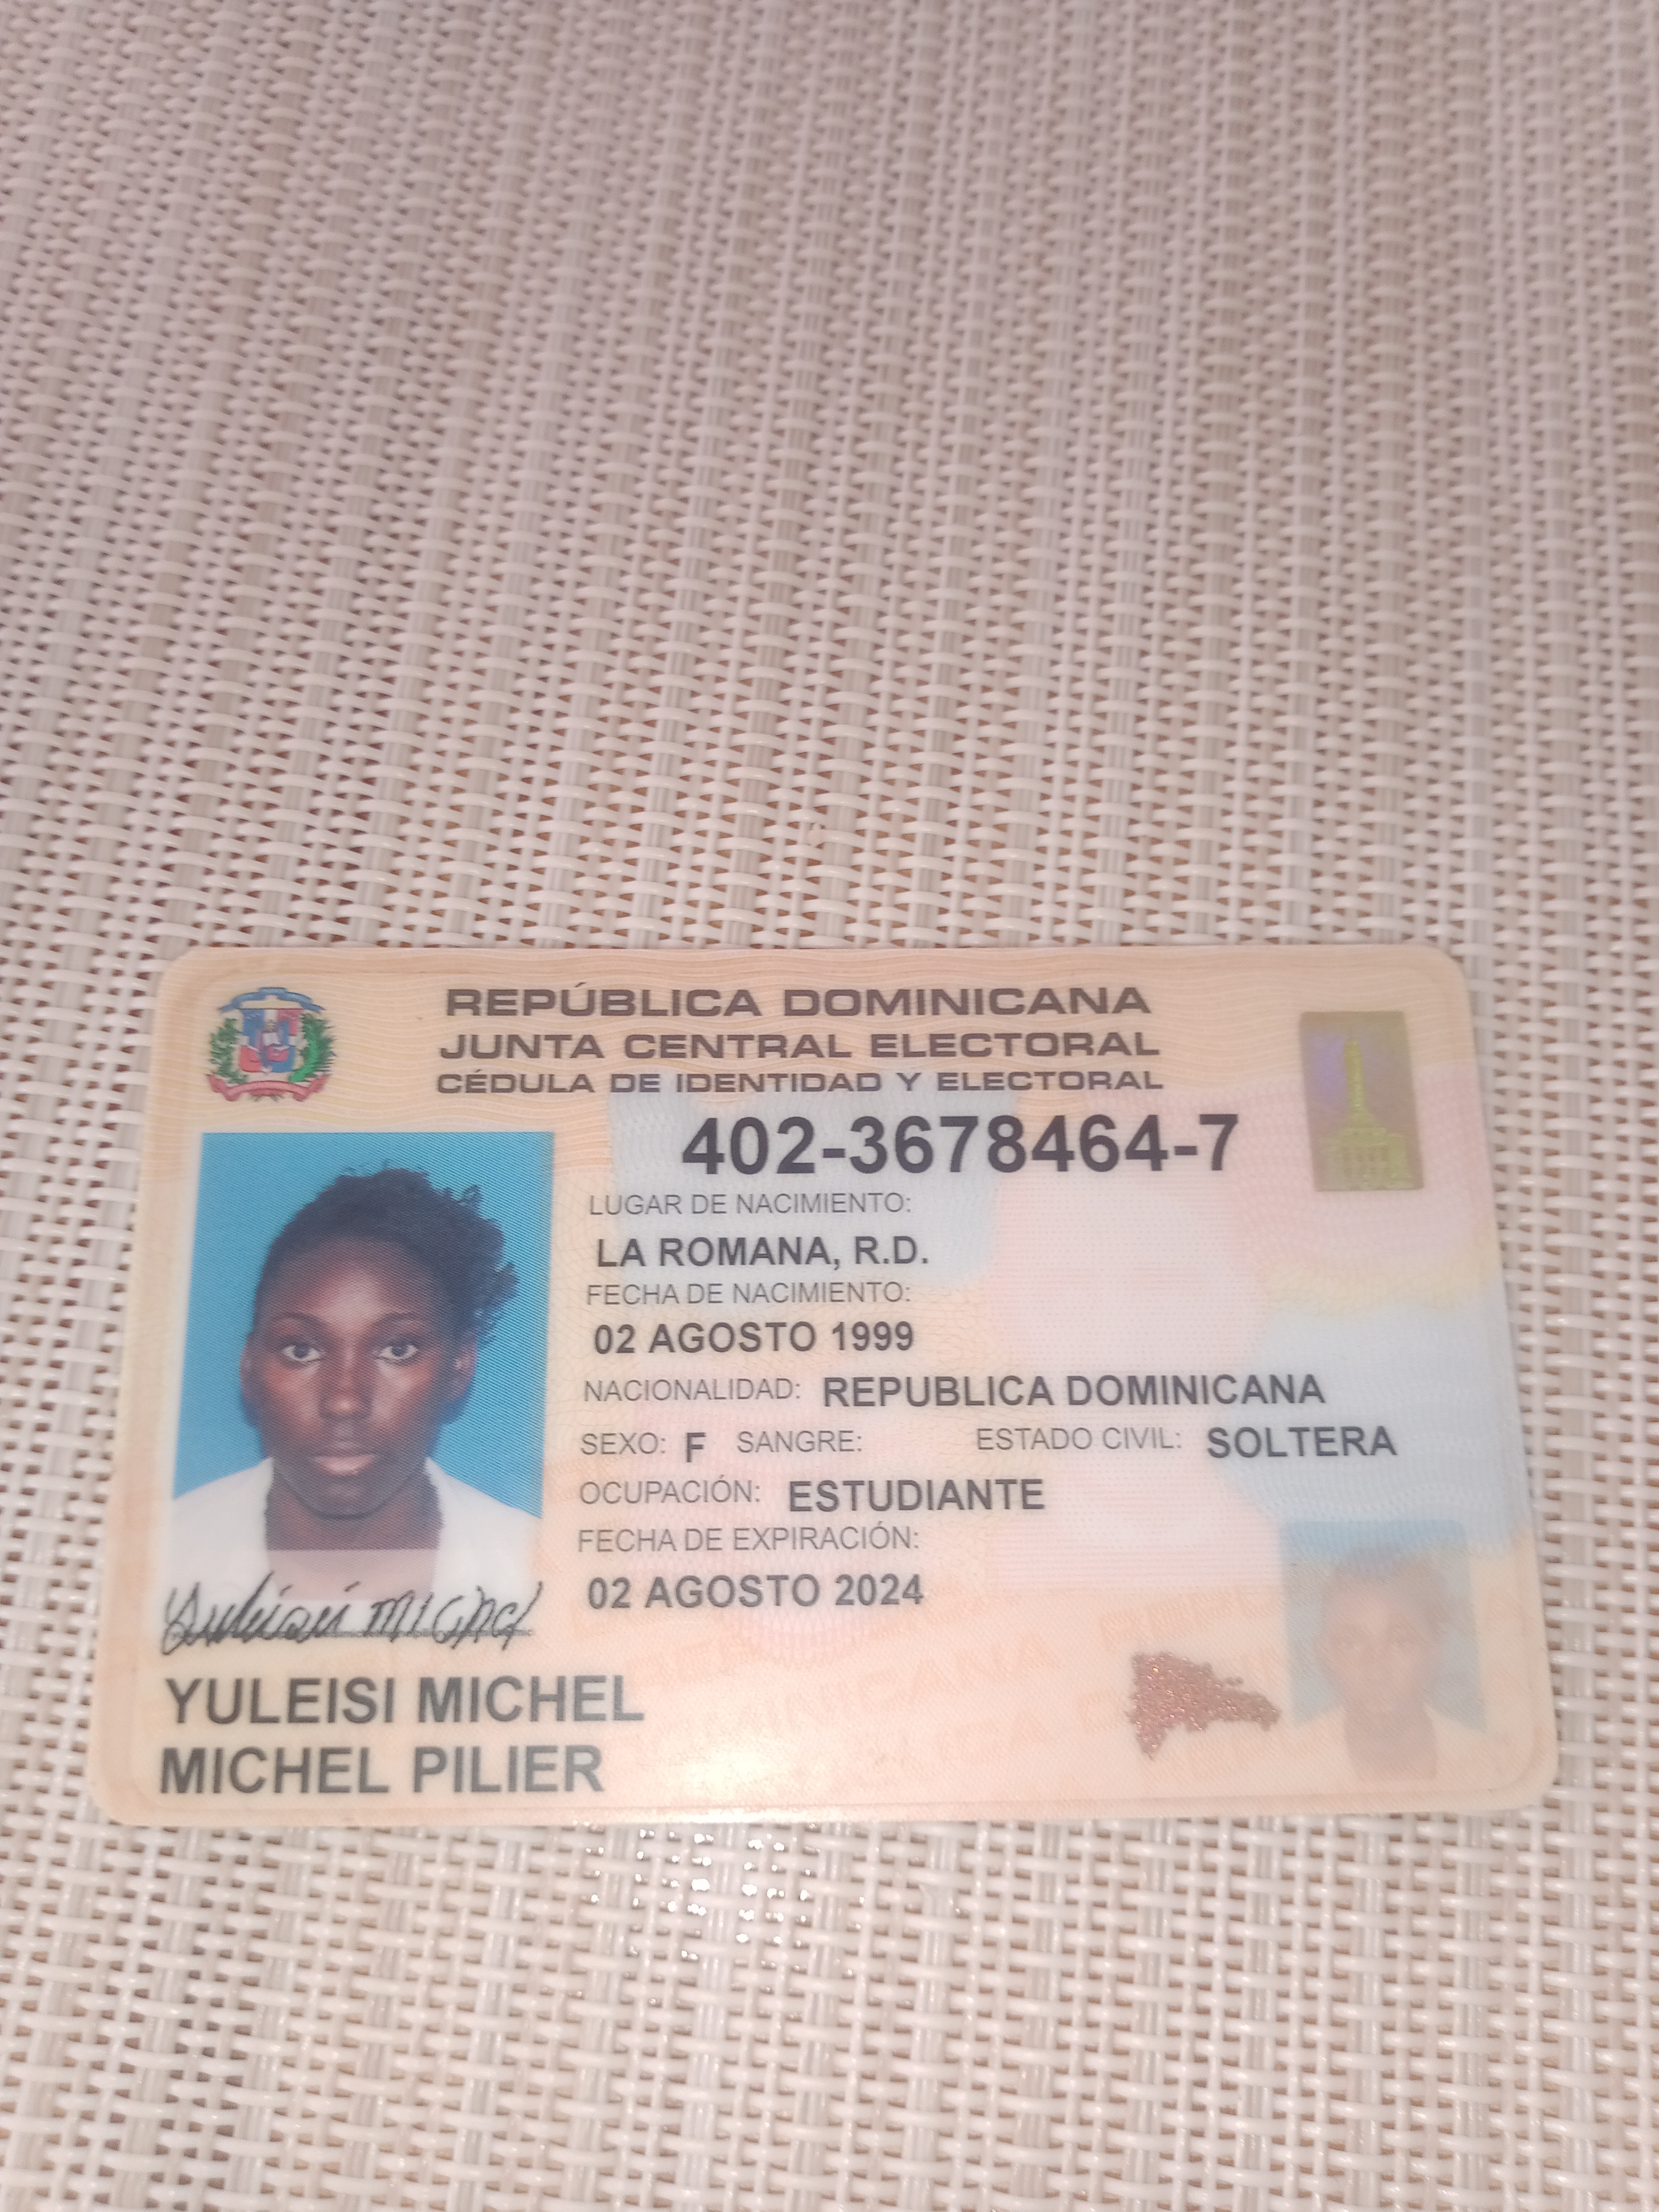 REPÚBLICA DOMINICANA
JUNTA CENTRAL ELECTORAL
CÉDULA DE IDENTIDAD Y ELECTORAL
402-3678464-7
LUGAR DE NACIMIENTO:
LA ROMANA, R.D.
FECHA DE NACIMIENTO:
02 AGOSTO 1999
NACIONALIDAD: REPUBLICA DOMINICANA
SEXO: F SANGRE: ESTADO CIVIL: SOLTERA
OCUPACIÓN: ESTUDIANTE
FECHA DE EXPIRACIÓN:
02 AGOSTO 2024
YULEISI MICHEL
MICHEL PILIER